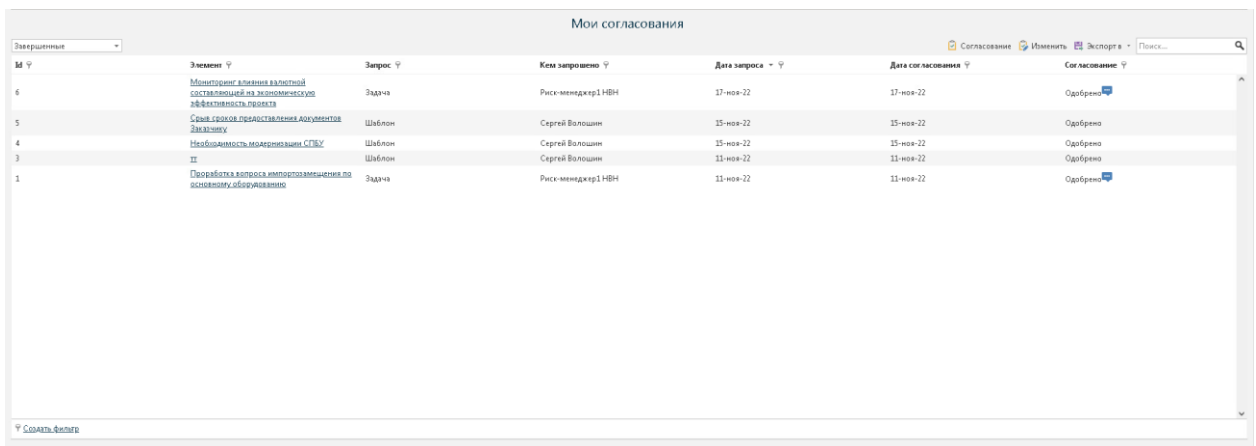 Мои согласования
Завершенные
Согласование Изменить Экспорт в Поиск...
Id Элемент Запрос Кем запрошено Дата запроса Дата согласования Согласование
6 Мониторинг влияния валютной составляющей на экономическую эффективность проекта Задача Риск-менеджер1 НВН 17-ноя-22 17-ноя-22 Одобрено
5 Срыв сроков предоставления документов Заказчику Шаблон Сергей Волошин 15-ноя-22 15-ноя-22 Одобрено
4 Необходимость модернизации СПБУ Шаблон Сергей Волошин 15-ноя-22 15-ноя-22 Одобрено
3 тт Шаблон Сергей Волошин 11-ноя-22 11-ноя-22 Одобрено
1 Проработка вопроса импортозамещения по основному оборудованию Задача Риск-менеджер1 НВН 11-ноя-22 11-ноя-22 Одобрено
Создать фильтр